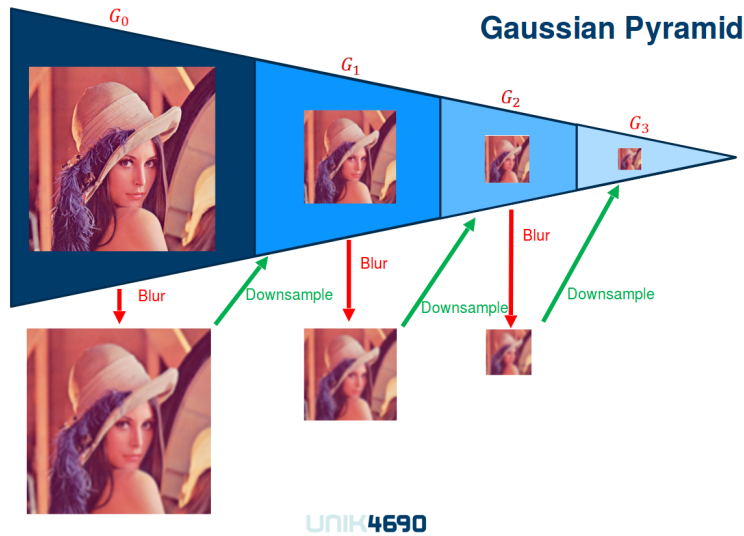 Gaussian Pyramid
G₀
G₁
G₂
G₃
Blur
Downsample
Blur
Downsample
Blur
Downsample
UNIK4690